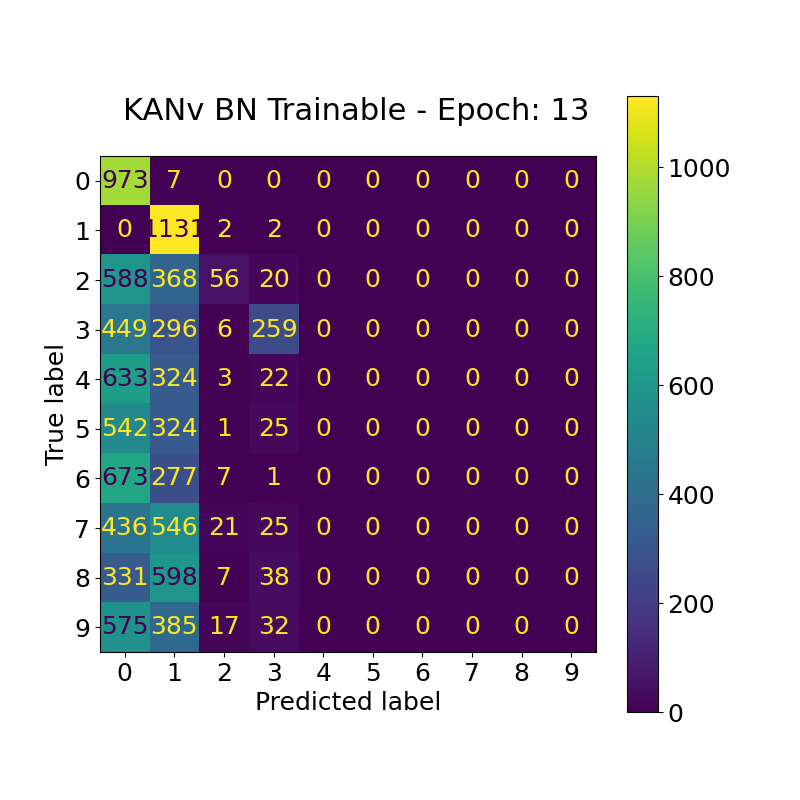 KANv BN Trainable - Epoch: 13
0 973 7 0 0 0 0 0 0 0 0
1 0 1131 2 2 0 0 0 0 0 0
2 588 368 56 20 0 0 0 0 0 0
3 449 296 6 259 0 0 0 0 0 0
4 633 324 3 22 0 0 0 0 0 0
5 542 324 1 25 0 0 0 0 0 0
6 673 277 7 1 0 0 0 0 0 0
7 436 546 21 25 0 0 0 0 0 0
8 331 598 7 38 0 0 0 0 0 0
9 575 385 17 32 0 0 0 0 0 0
0 1 2 3 4 5 6 7 8 9
Predicted label
True label
1000
800
600
400
200
0